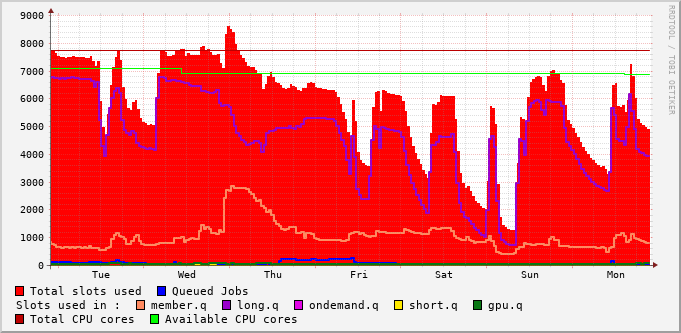 9000
8000
7000
6000
5000
4000
3000
2000
1000
0
Tue Wed Thu Fri Sat Sun Mon
RRDTOOL / TOBI OETIKER
Total slots used Queued Jobs
Slots used in : member.q long.q ondemand.q short.q gpu.q
Total CPU cores Available CPU cores